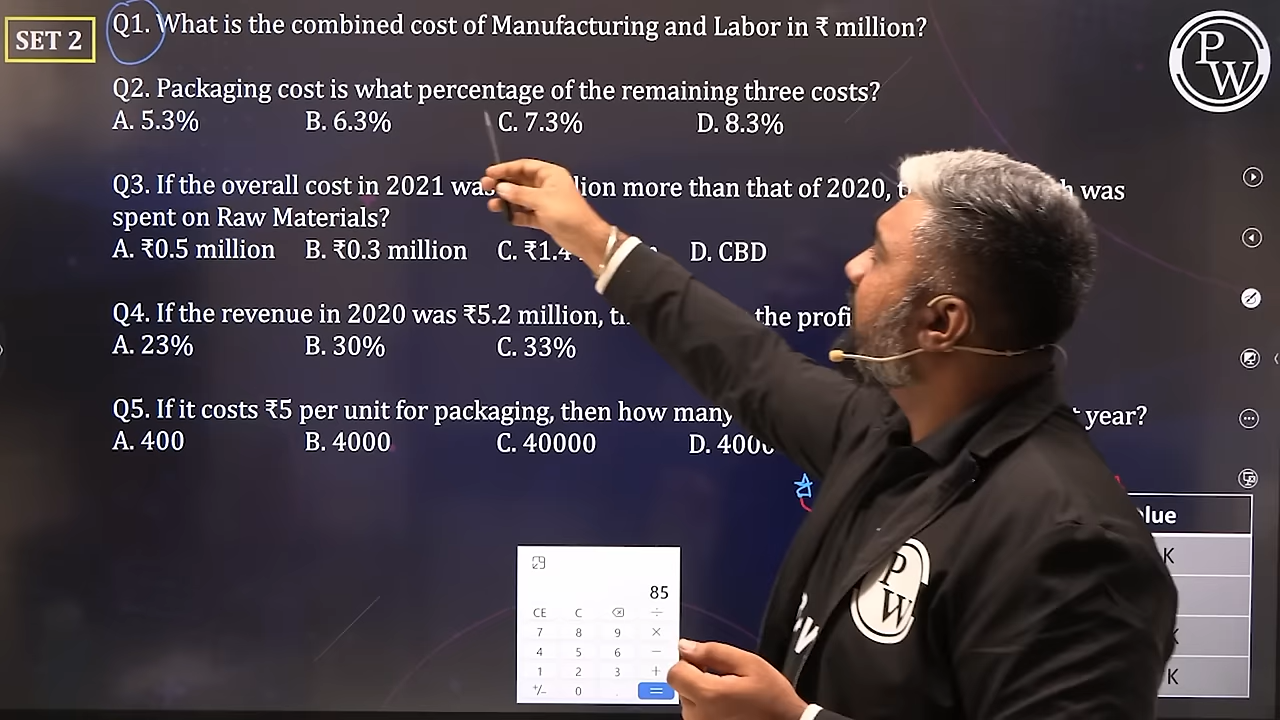 SET 2
Q1. What is the combined cost of Manufacturing and Labor in ₹ million?
PW
Q2. Packaging cost is what percentage of the remaining three costs?
A. 5.3% B. 6.3% C. 7.3% D. 8.3%
Q3. If the overall cost in 2021 was lion more than that of 2020, was
spent on Raw Materials?
A. ₹0.5 million B. ₹0.3 million C. ₹1.4 D. CBD
Q4. If the revenue in 2020 was ₹5.2 million, the profi
A. 23% B. 30% C. 33%
Q5. If it costs ₹5 per unit for packaging, then how many year?
A. 400 B. 4000 C. 40000 D. 4000
lue
K
K
K
85
CE C ÷
7 8 9 ×
4 5 6 −
1 2 3 +
+/− 0 . =
PW